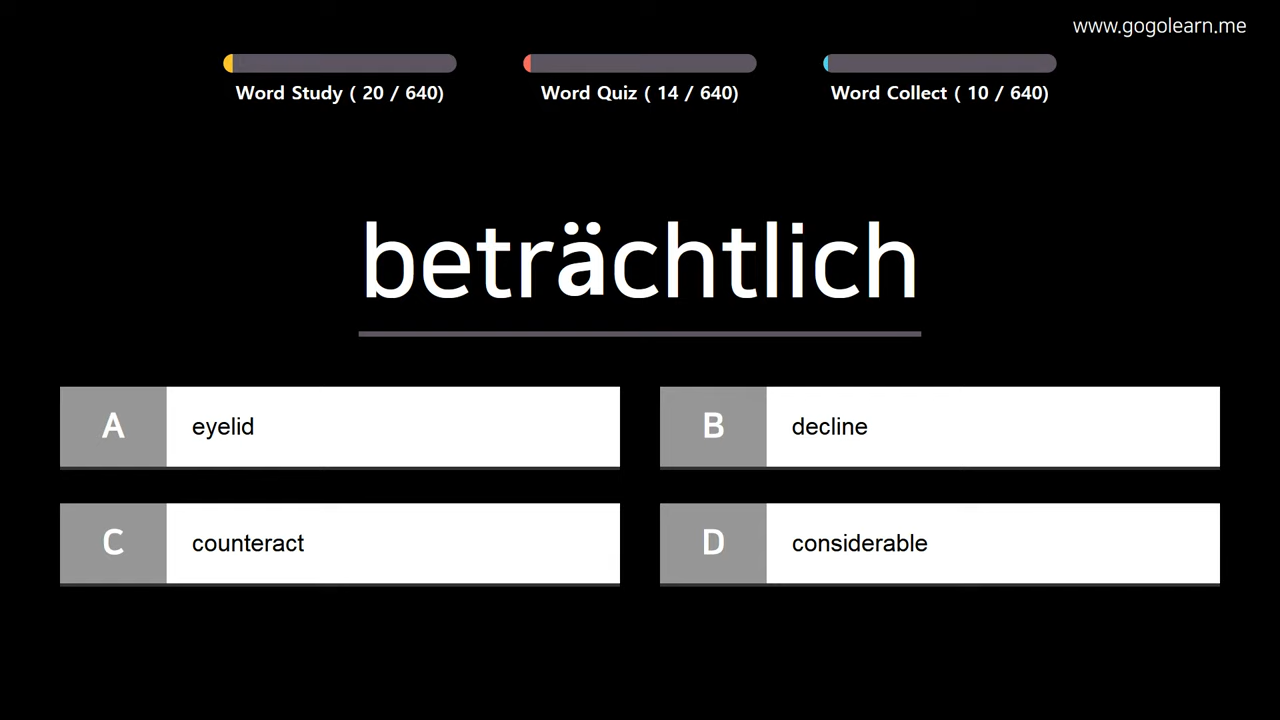 www.gogolearn.me
Word Study ( 20 / 640)
Word Quiz ( 14 / 640)
Word Collect ( 10 / 640)
beträchtlich
A eyelid
B decline
C counteract
D considerable